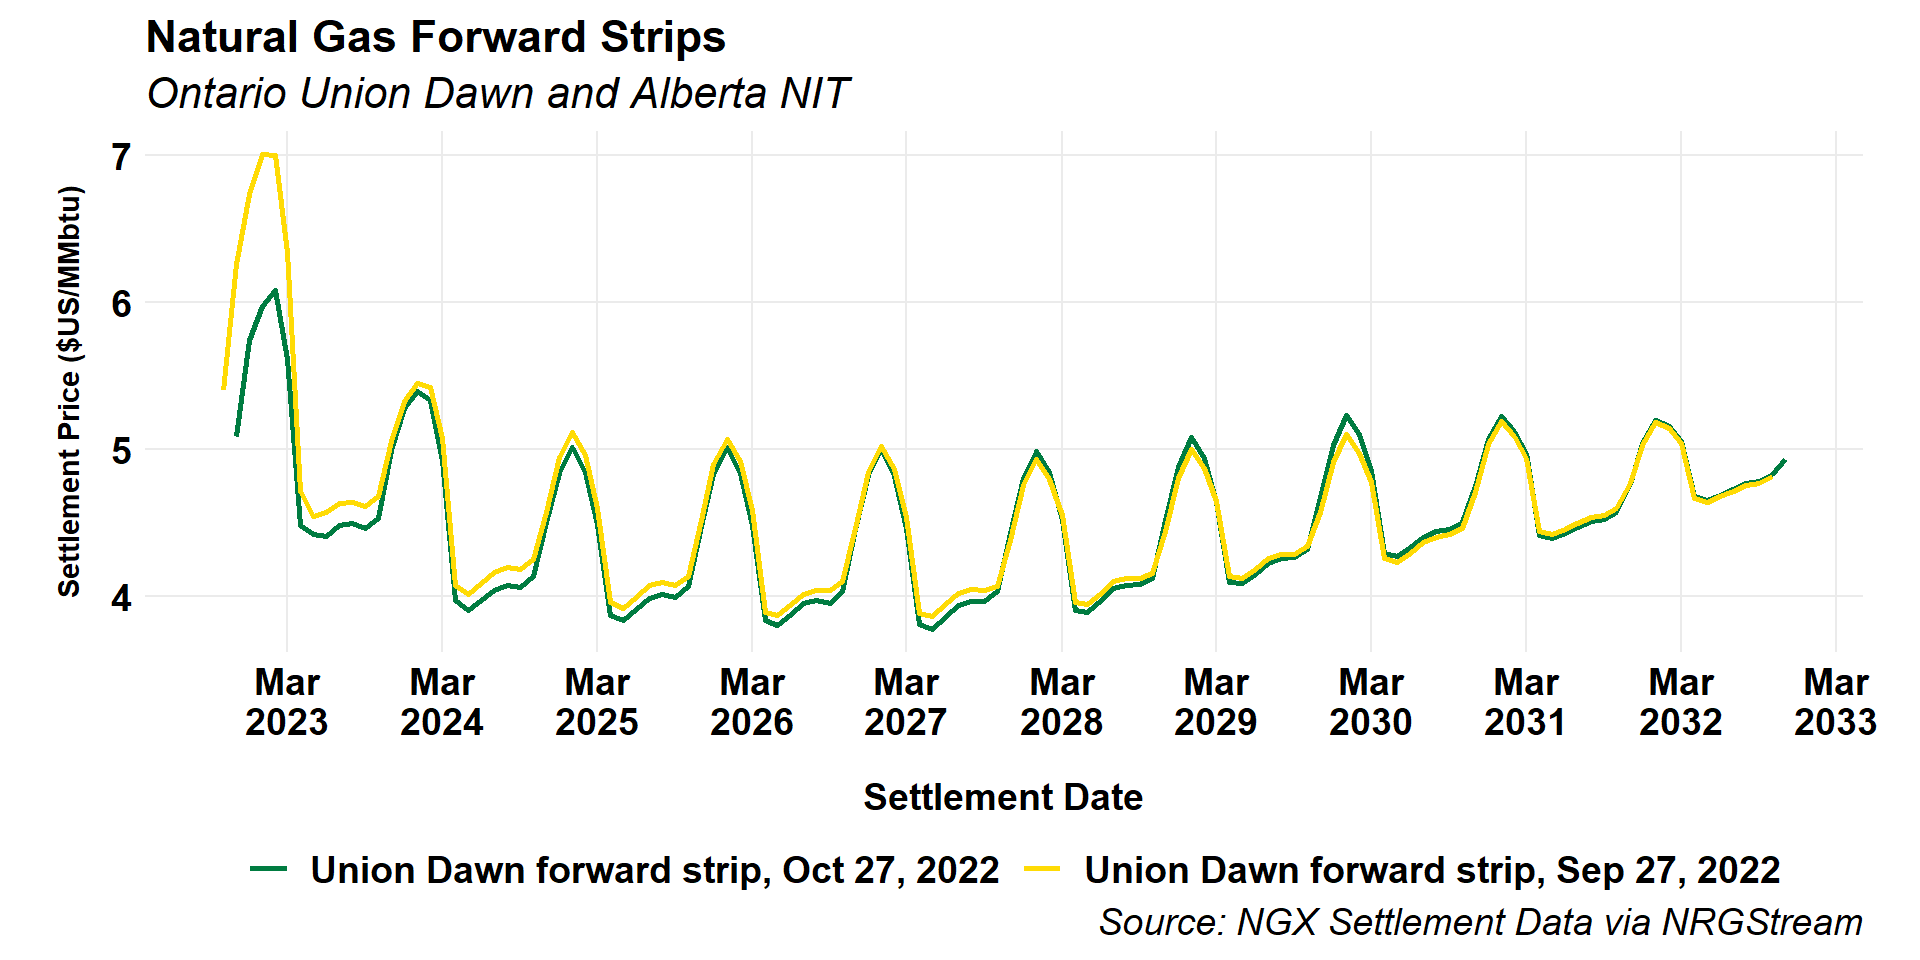 Natural Gas Forward Strips
Ontario Union Dawn and Alberta NIT
Settlement Price ($US/MMbtu)
7
6
5
4
Mar 2023
Mar 2024
Mar 2025
Mar 2026
Mar 2027
Mar 2028
Mar 2029
Mar 2030
Mar 2031
Mar 2032
Mar 2033
Settlement Date
Union Dawn forward strip, Oct 27, 2022
Union Dawn forward strip, Sep 27, 2022
Source: NGX Settlement Data via NRGStream